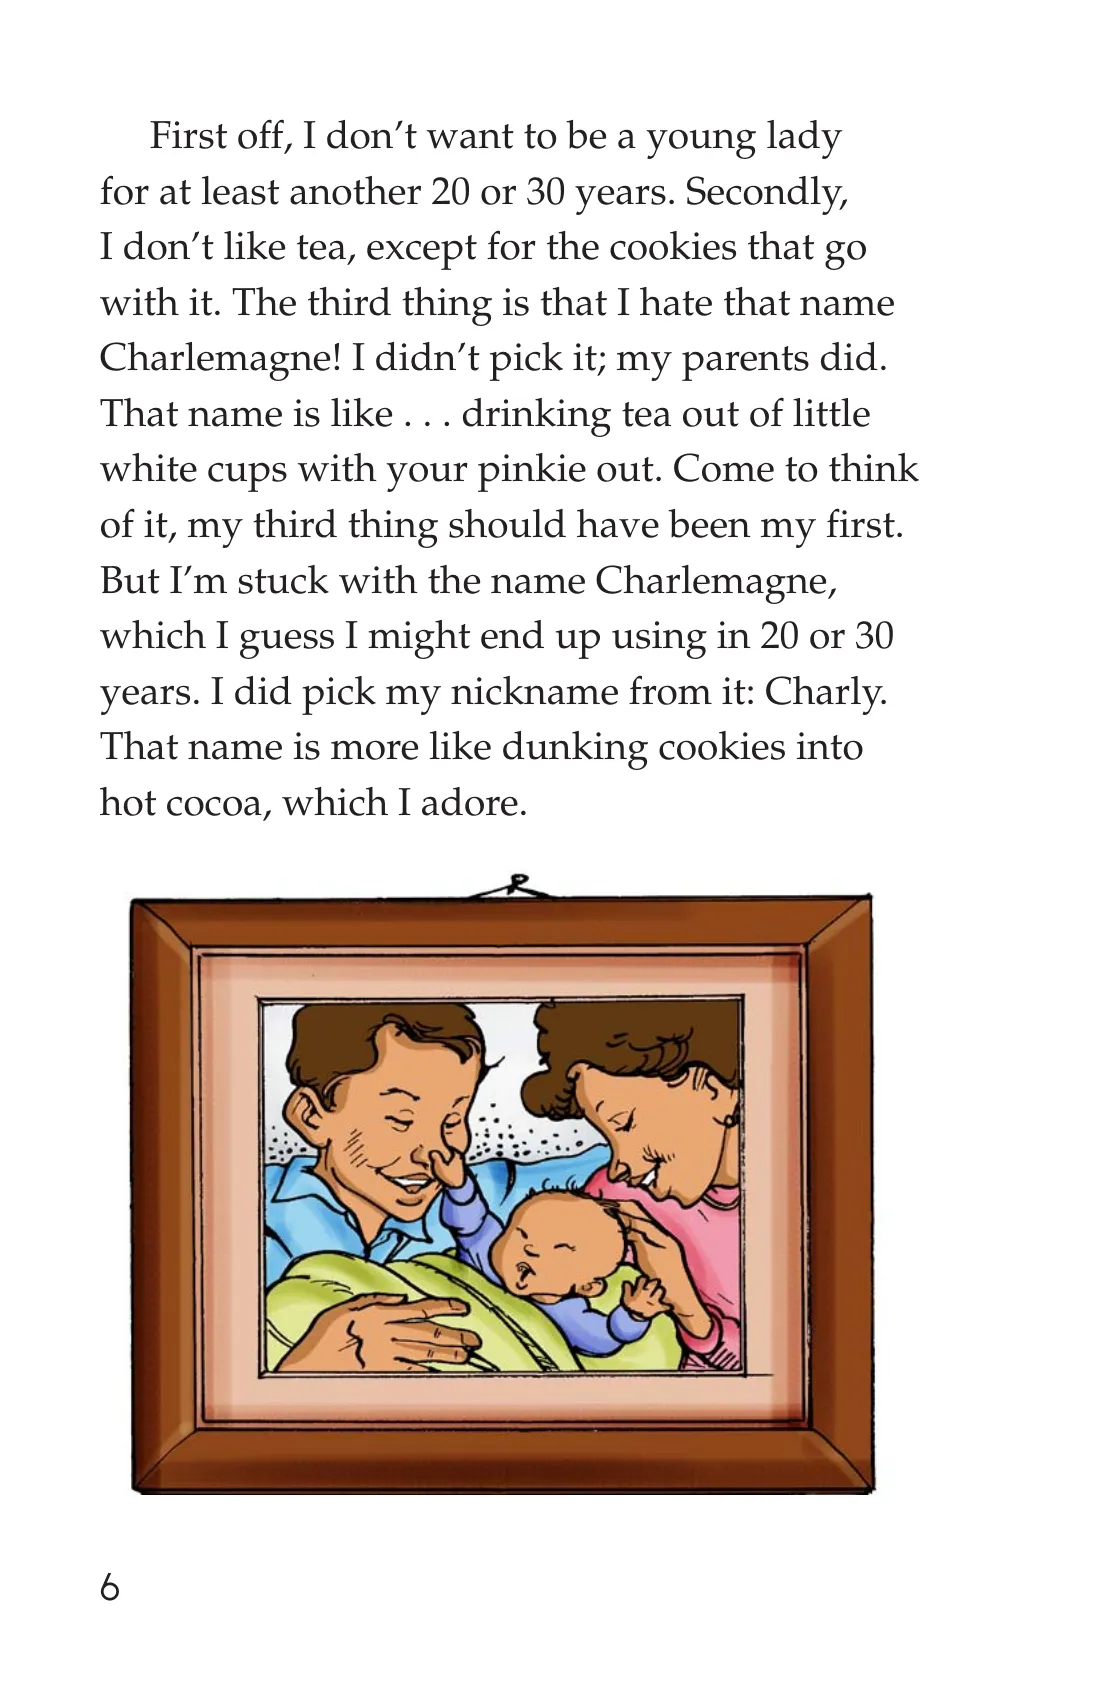 First off, I don’t want to be a young lady
for at least another 20 or 30 years. Secondly,
I don’t like tea, except for the cookies that go
with it. The third thing is that I hate that name
Charlemagne! I didn’t pick it; my parents did.
That name is like . . . drinking tea out of little
white cups with your pinkie out. Come to think
of it, my third thing should have been my first.
But I’m stuck with the name Charlemagne,
which I guess I might end up using in 20 or 30
years. I did pick my nickname from it: Charly.
That name is more like dunking cookies into
hot cocoa, which I adore.
6